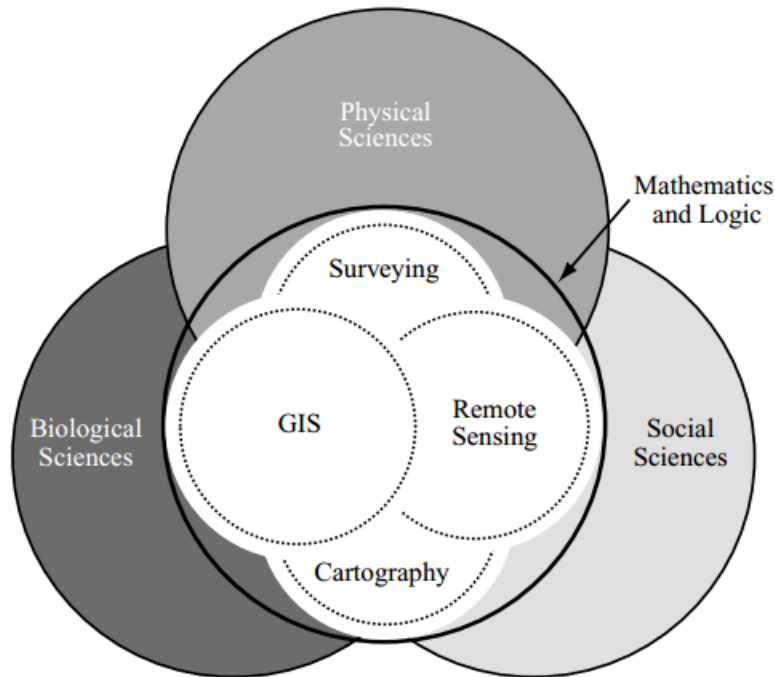 Physical
Sciences
Mathematics
and Logic
Surveying
Biological
Sciences
GIS
Remote
Sensing
Social
Sciences
Cartography